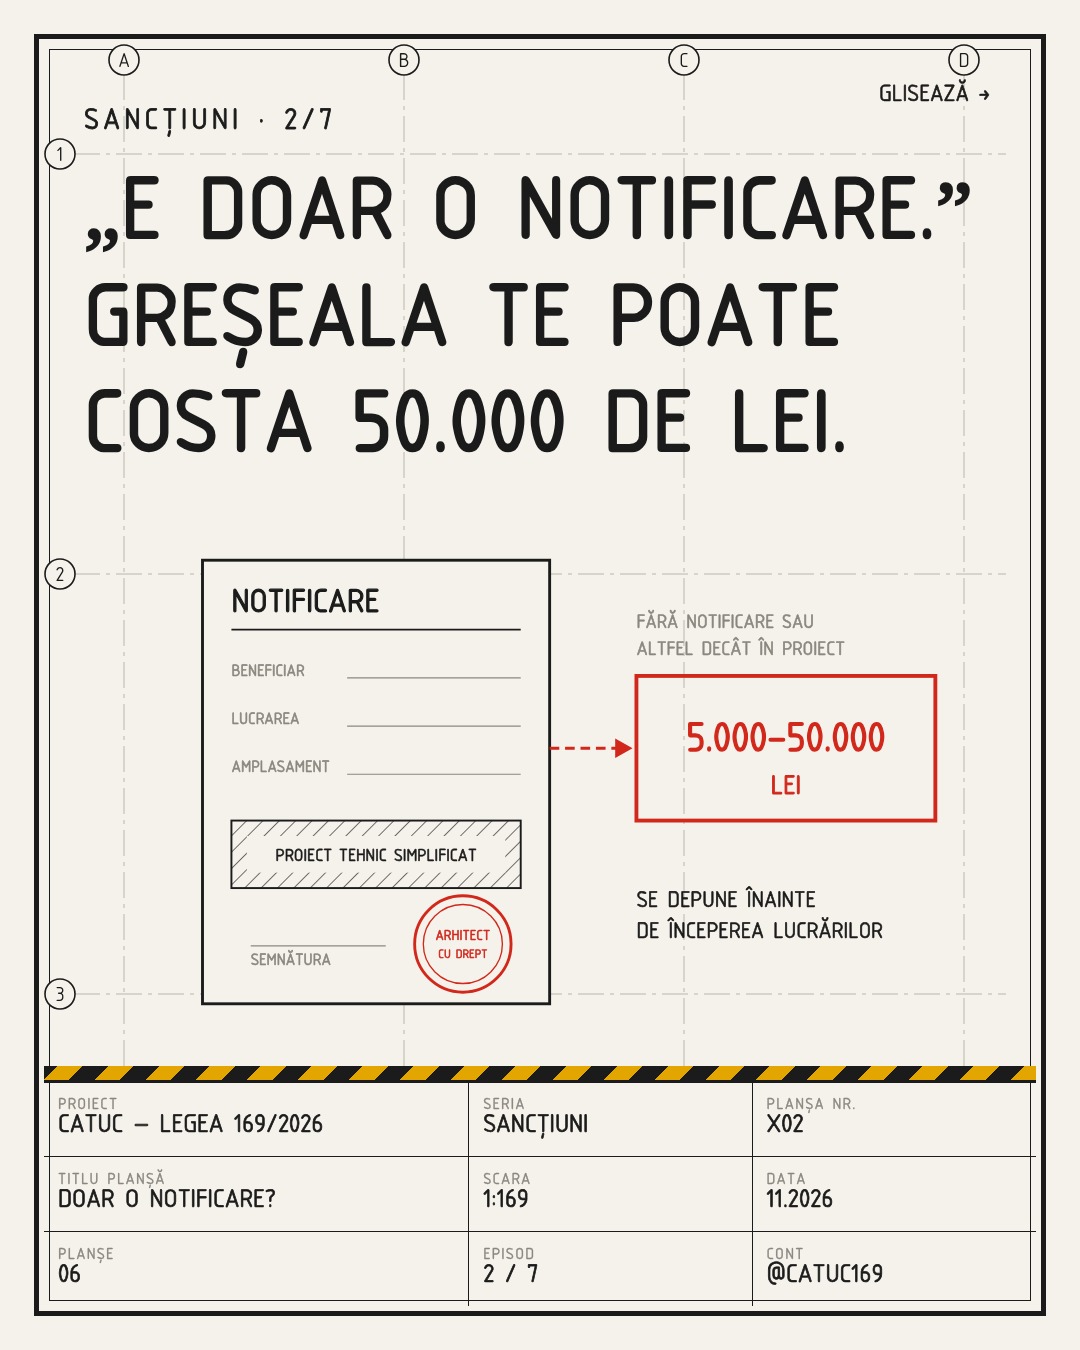 A B C D
GLISEAZĂ →
SANCȚIUNI · 2/7
1
„E DOAR O NOTIFICARE.”
GREȘEALA TE POATE
COSTA 50.000 DE LEI.
2
NOTIFICARE
BENEFICIAR
LUCRAREA
AMPLASAMENT
PROIECT TEHNIC SIMPLIFICAT
SEMNĂTURA
ARHITECT
CU DREPT
FĂRĂ NOTIFICARE SAU
ALTFEL DECÂT ÎN PROIECT
5.000–50.000
LEI
SE DEPUNE ÎNAINTE
DE ÎNCEPEREA LUCRĂRILOR
3
PROIECT
CATUC – LEGEA 169/2026
SERIA
SANCȚIUNI
PLANȘA NR.
X02
TITLU PLANȘĂ
DOAR O NOTIFICARE?
SCARA
1:169
DATA
11.2026
PLANȘE
06
EPISOD
2 / 7
CONT
@CATUC169